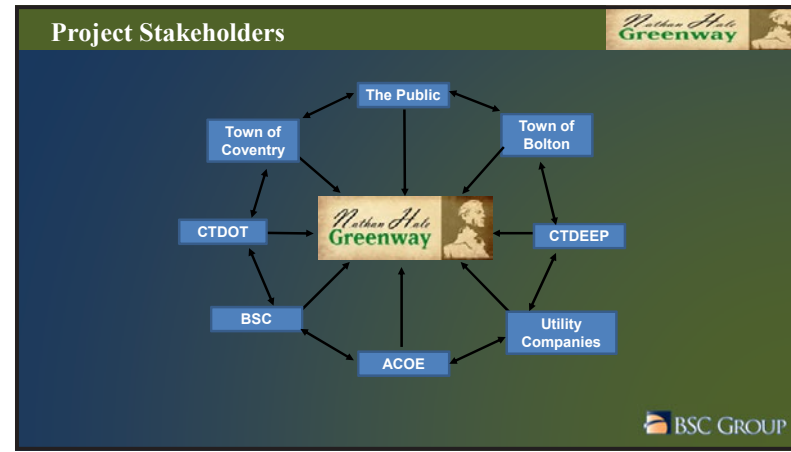 Project Stakeholders
Nathan Hale
Greenway
The Public
Town of
Coventry
Town of
Bolton
CTDOT
Nathan Hale
Greenway
CTDEEP
BSC
Utility
Companies
ACOE
BSC GROUP